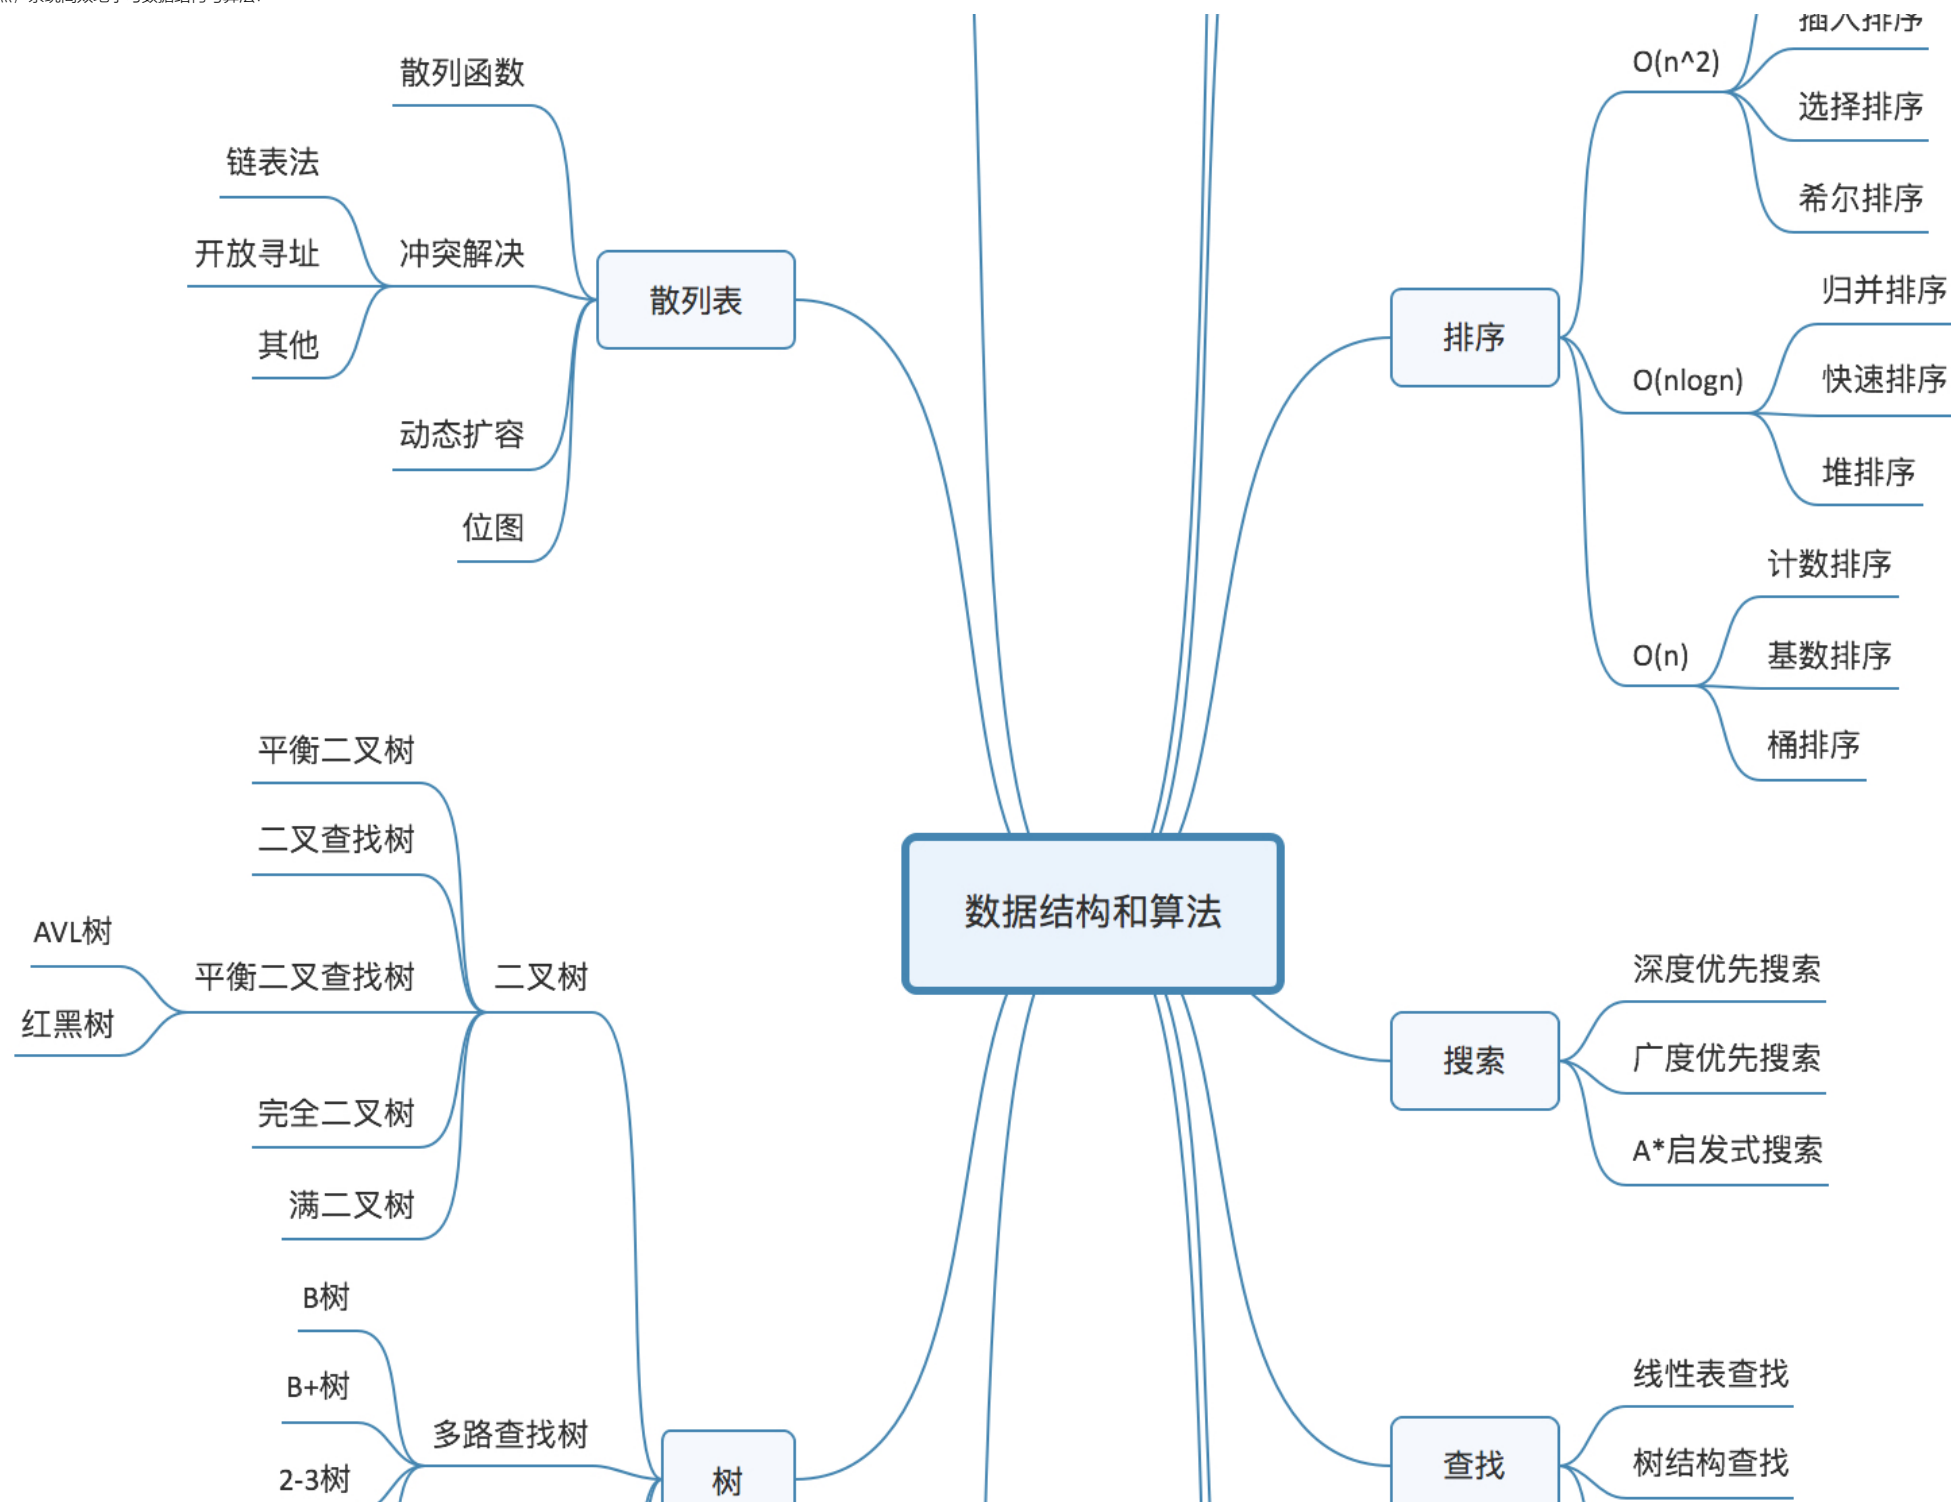 散列函数
链表法
开放寻址
冲突解决
其他
散列表
动态扩容
位图
插入排序
O(n^2)
选择排序
希尔排序
归并排序
排序
O(nlogn)
快速排序
堆排序
计数排序
O(n)
基数排序
桶排序
数据结构和算法
平衡二叉树
二叉查找树
AVL树
平衡二叉查找树
二叉树
红黑树
完全二叉树
满二叉树
B树
B+树
多路查找树
2-3树
树
深度优先搜索
搜索
广度优先搜索
A*启发式搜索
线性表查找
查找
树结构查找